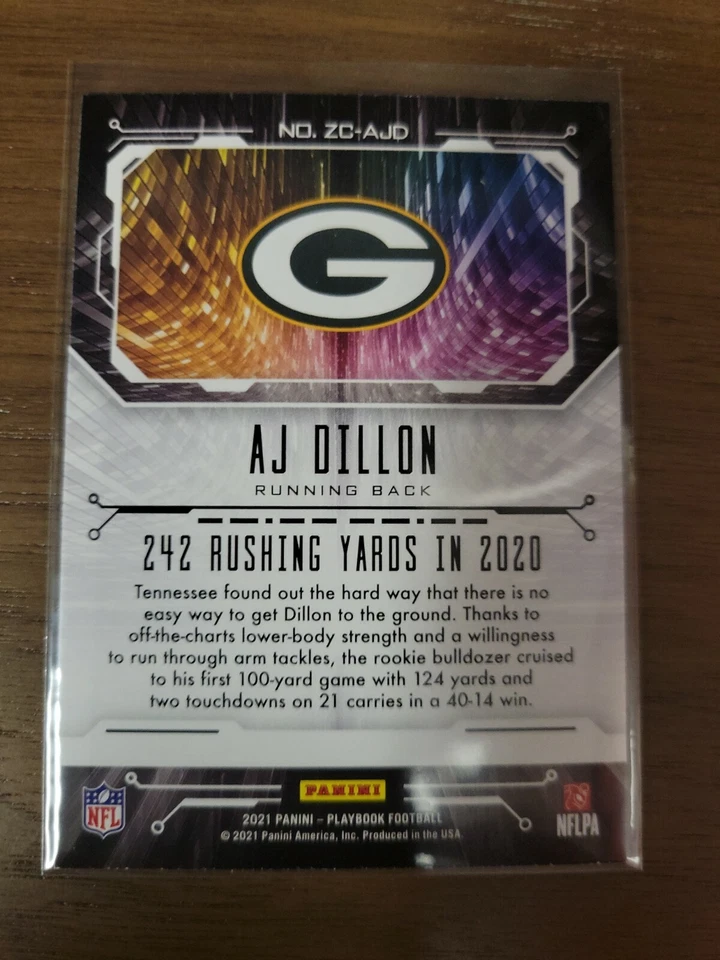 NO. ZC-AJD
G
AJ DILLON
RUNNING BACK
242 RUSHING YARDS IN 2020
Tennessee found out the hard way that there is no
easy way to get Dillon to the ground. Thanks to
off-the-charts lower-body strength and a willingness
to run through arm tackles, the rookie bulldozer cruised
to his first 100-yard game with 124 yards and
two touchdowns on 21 carries in a 40-14 win.
PANINI
NFL
2021 PANINI – PLAYBOOK FOOTBALL
© 2021 Panini America, Inc. Produced in the USA.
NFLPA